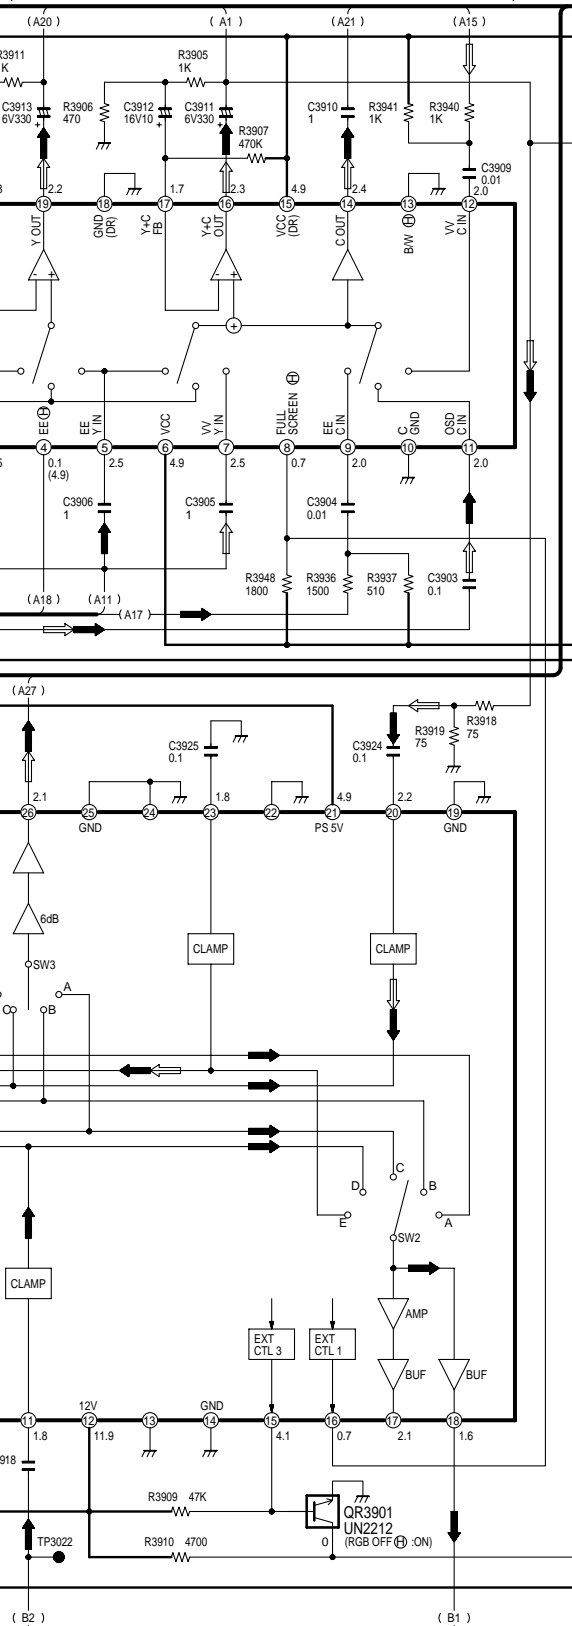 (A20) (A1) (A21) (A15)
R3911
1K
R3905
1K
C3913
6V330
R3906
470
C3912
16V10
C3911
6V330
R3907
470K
C3910
1
R3941
1K
R3940
1K
C3909
0.01
2.2 1.7 2.3 4.9 2.4 2.0
19 18 17 16 15 14 13 12
Y OUT
GND
(DR)
Y+C
FB
Y+C
OUT
VCC
(DR)
C OUT
B/W H
VV
C IN
- +
- +
+
EE H
EE
Y IN
VCC
VV
Y IN
FULL
SCREEN H
EE
C IN
C
GND
OSD
C IN
4 5 6 7 8 9 10 11
0.1
(4.9)
2.5 4.9 2.5 0.7 2.0 2.0
C3906
1
C3905
1
C3904
0.01
R3948
1800
R3936
1500
R3937
510
C3903
0.1
(A18) (A11) (A17)
(A27)
C3925
0.1
C3924
0.1
R3919
75
R3918
75
2.1 1.8 4.9 2.2
26 25 24 23 22 21 20 19
GND PS 5V GND
6dB
CLAMP CLAMP
SW3
A
C B
C
D B
E A
SW2
CLAMP
AMP
EXT
CTL 3
EXT
CTL 1
BUF BUF
12V GND
11 12 13 14 15 16 17 18
1.8 11.9 4.1 0.7 2.1 1.6
918
R3909 47K
QR3901
UN2212
(RGB OFF H :ON)
0
TP3022
R3910 4700
(B2) (B1)